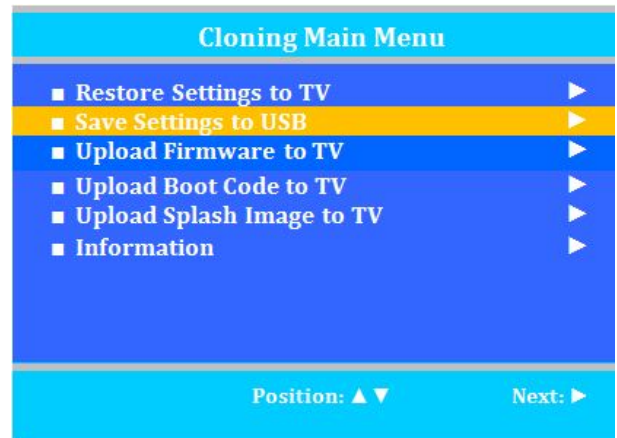 Cloning Main Menu
■ Restore Settings to TV ▶
■ Save Settings to USB ▶
■ Upload Firmware to TV ▶
■ Upload Boot Code to TV ▶
■ Upload Splash Image to TV ▶
■ Information ▶
Position: ▲ ▼ Next: ▶